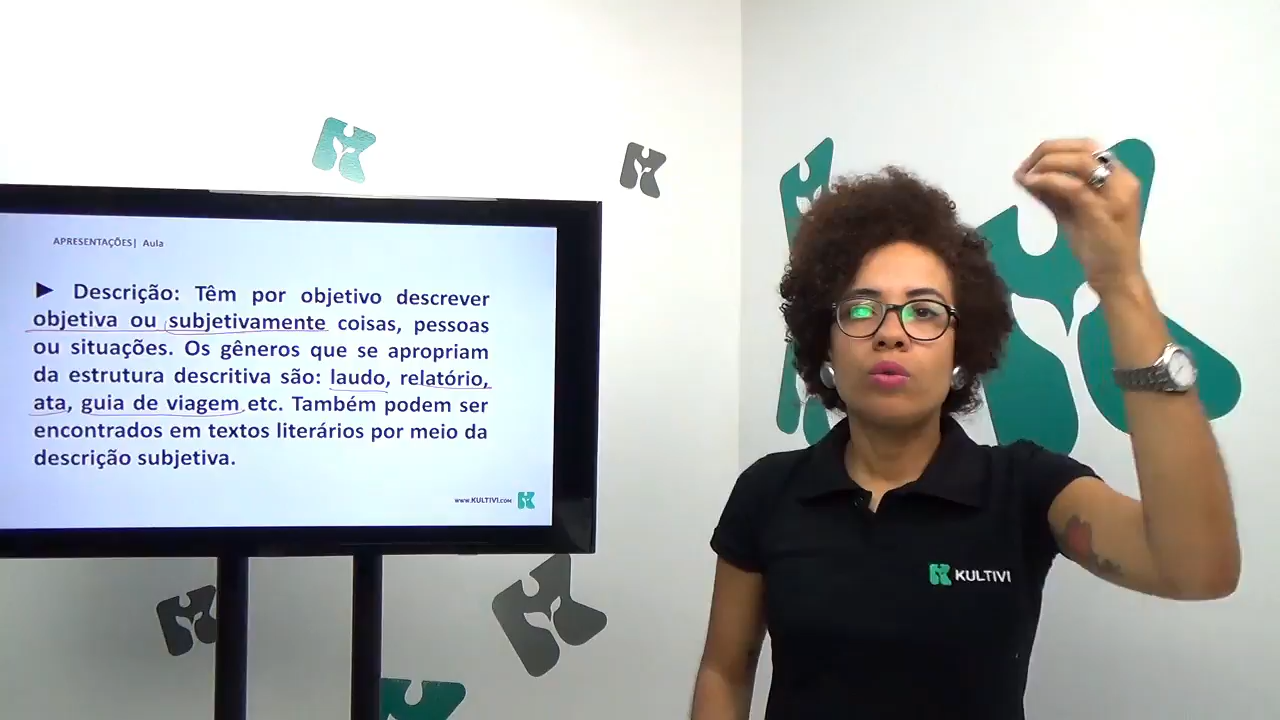 APRESENTAÇÕES| Aula
► Descrição: Têm por objetivo descrever
objetiva ou subjetivamente coisas, pessoas
ou situações. Os gêneros que se apropriam
da estrutura descritiva são: laudo, relatório,
ata, guia de viagem etc. Também podem ser
encontrados em textos literários por meio da
descrição subjetiva.
www.KULTIVI.com
KULTIVI